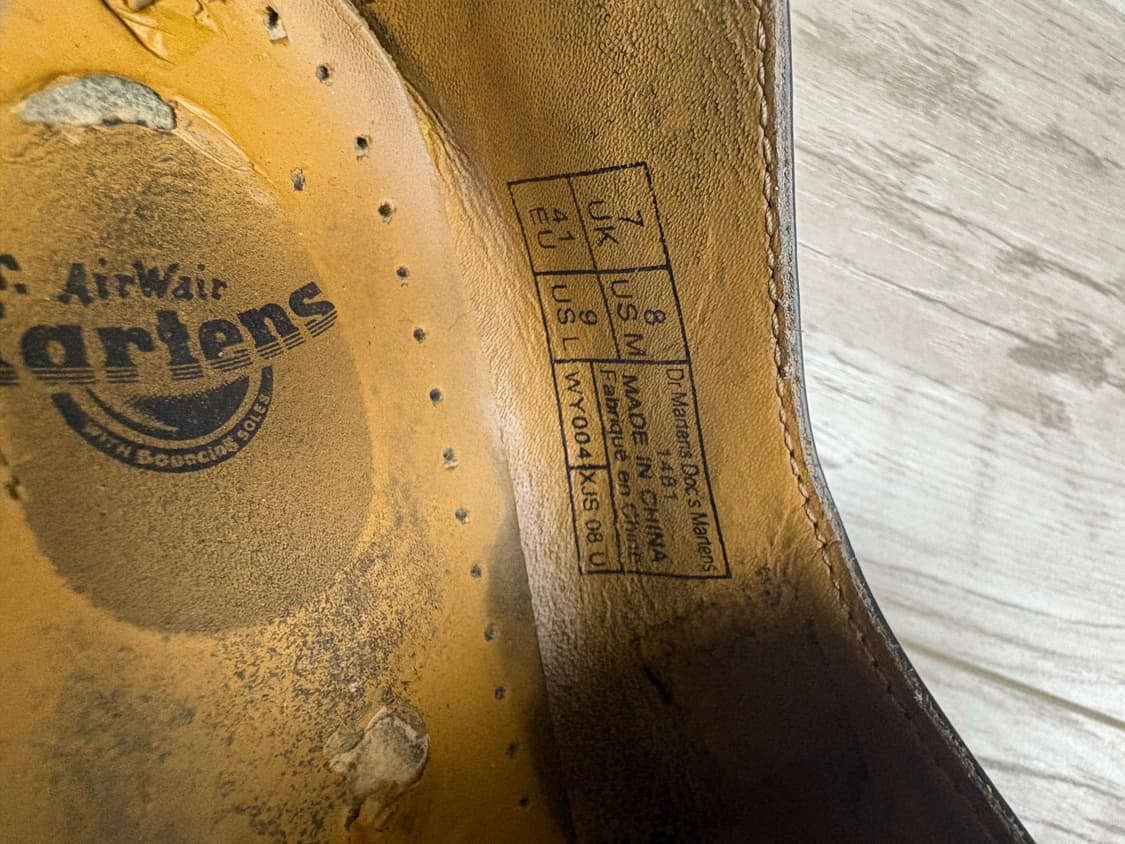 AirWair
Martens
WITH BOUNCING SOLES
7
UK
41
EU
8
US M
9
US L
Dr Martens Doc's Martens
1461
MADE IN CHINA
Fabriqué en Chine
WY004
XJS 08 U